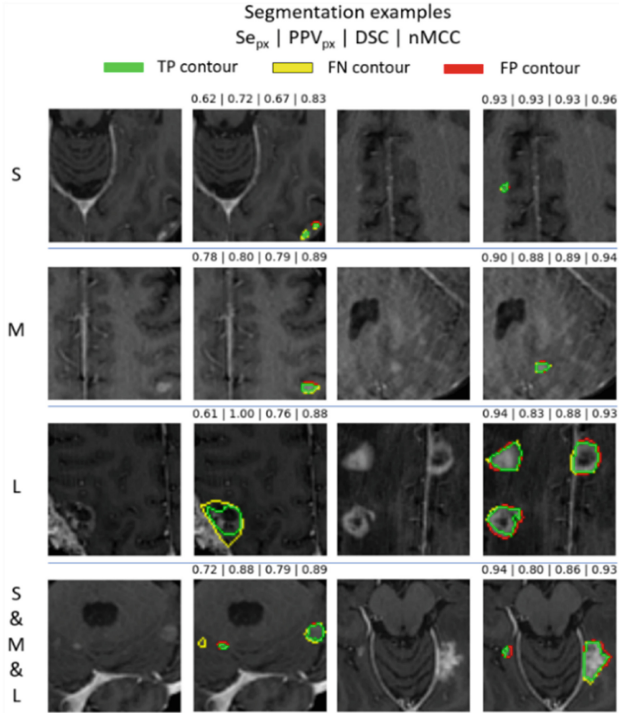 Segmentation examples
Se_px | PPV_px | DSC | nMCC
TP contour FN contour FP contour
0.62 | 0.72 | 0.67 | 0.83 0.93 | 0.93 | 0.93 | 0.96
S
0.78 | 0.80 | 0.79 | 0.89 0.90 | 0.88 | 0.89 | 0.94
M
0.61 | 1.00 | 0.76 | 0.88 0.94 | 0.83 | 0.88 | 0.93
L
0.72 | 0.88 | 0.79 | 0.89 0.94 | 0.80 | 0.86 | 0.93
S
&
M
&
L